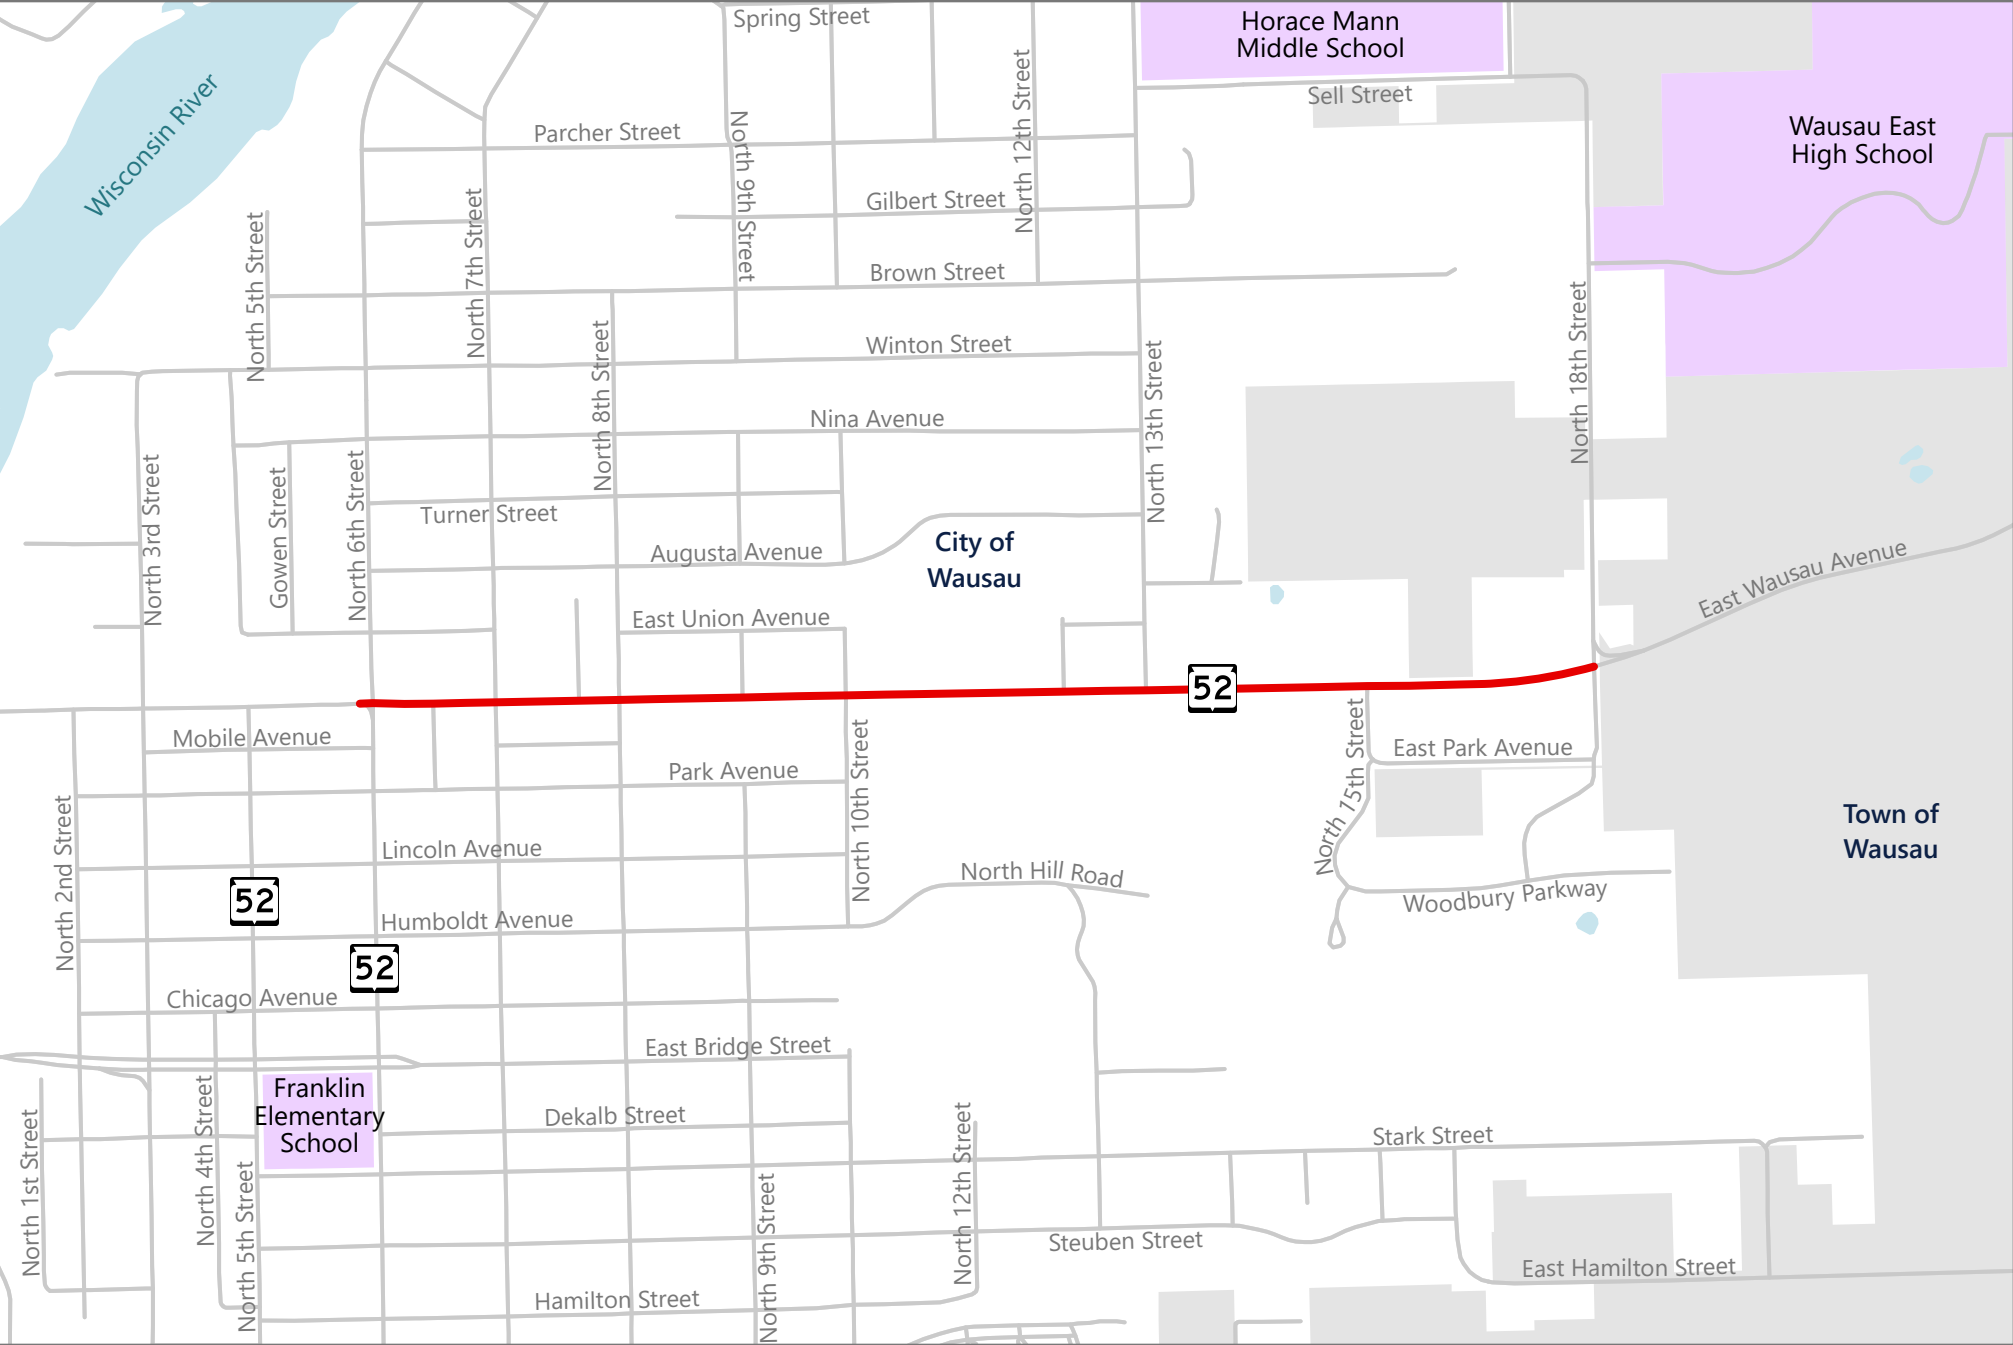 Spring Street
Horace Mann
Middle School
Sell Street
Wausau East
High School
Wisconsin River
Parcher Street
North 9th Street
North 12th Street
Gilbert Street
North 7th Street
North 5th Street
Brown Street
North 18th Street
Winton Street
North 8th Street
North 13th Street
Nina Avenue
North 3rd Street
Gowen Street
North 6th Street
Turner Street
Augusta Avenue
City of
Wausau
East Wausau Avenue
East Union Avenue
52
Mobile Avenue
North 10th Street
North 15th Street
East Park Avenue
Park Avenue
North 2nd Street
Town of
Wausau
Lincoln Avenue
North Hill Road
Woodbury Parkway
52
Humboldt Avenue
52
Chicago Avenue
East Bridge Street
Franklin
Elementary
School
Dekalb Street
North 1st Street
North 4th Street
North 5th Street
North 9th Street
North 12th Street
Stark Street
Steuben Street
East Hamilton Street
Hamilton Street